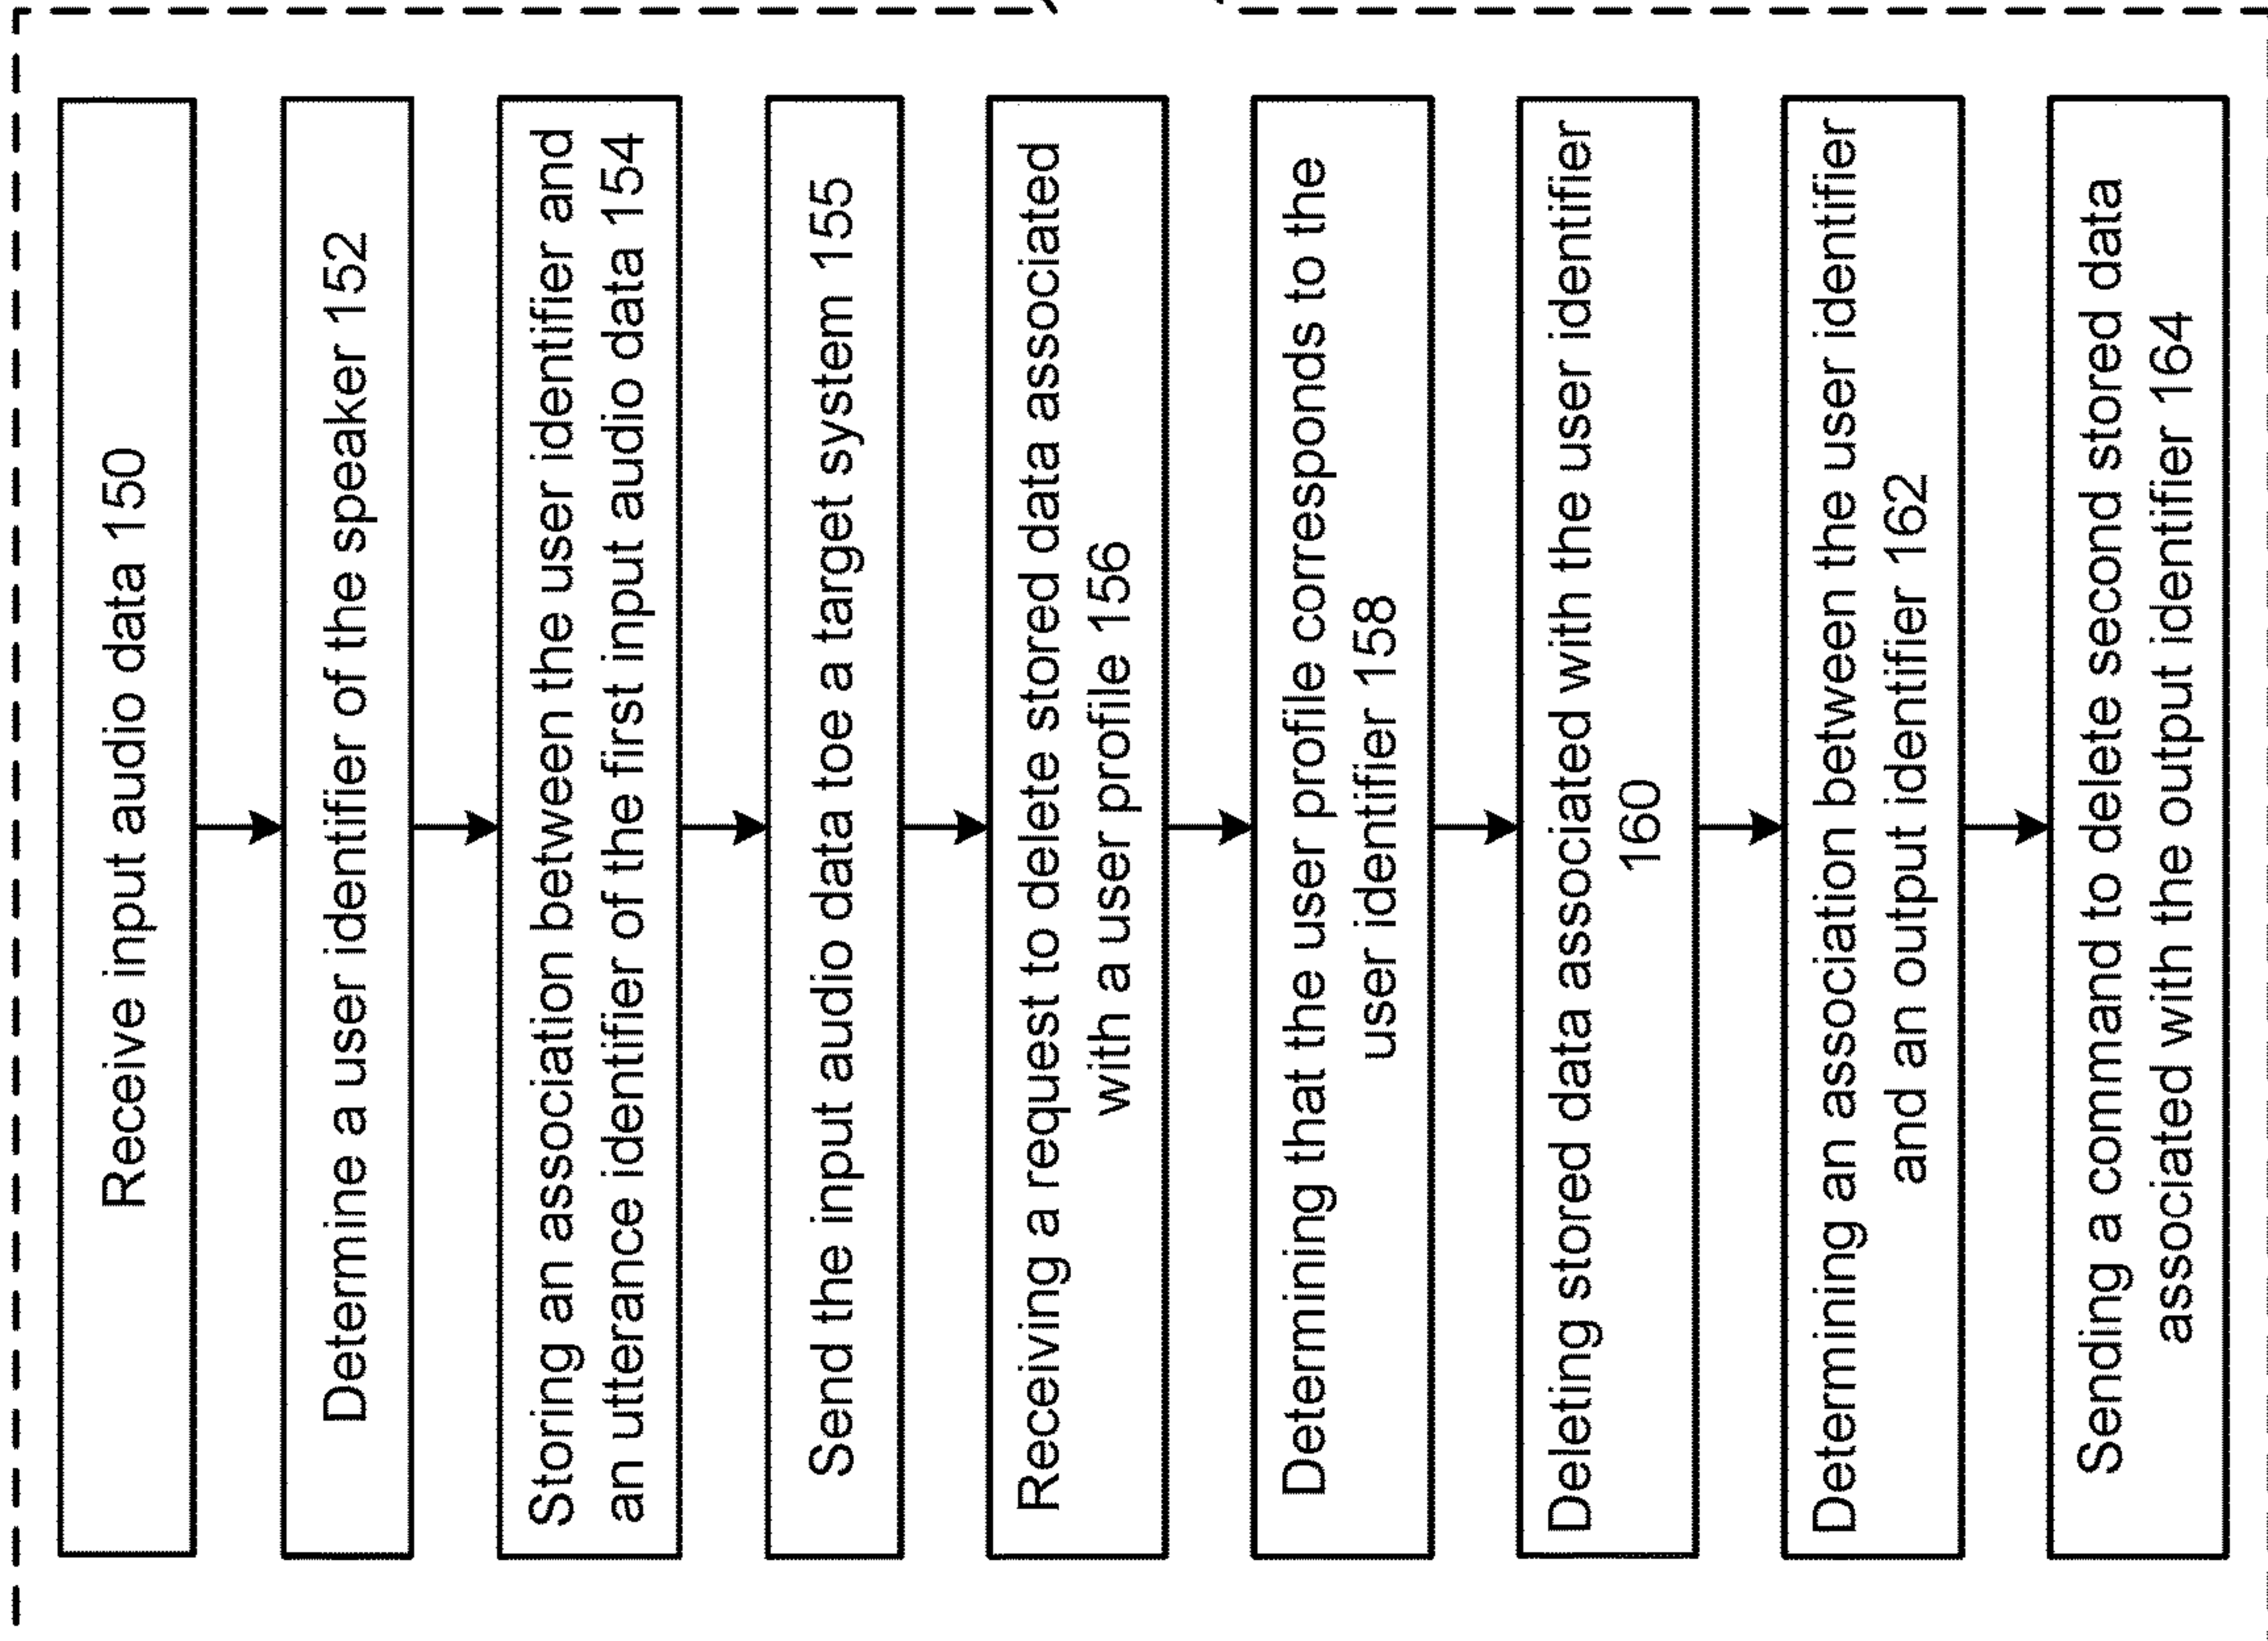 Receive input audio data 150
Determine a user identifier of the speaker 152
Storing an association between the user identifier and
an utterance identifier of the first input audio data 154
Send the input audio data toe a target system 155
Receiving a request to delete stored data associated
with a user profile 156
Determining that the user profile corresponds to the
user identifier 158
Deleting stored data associated with the user identifier
160
Determining an association between the user identifier
and an output identifier 162
Sending a command to delete second stored data
associated with the output identifier 164